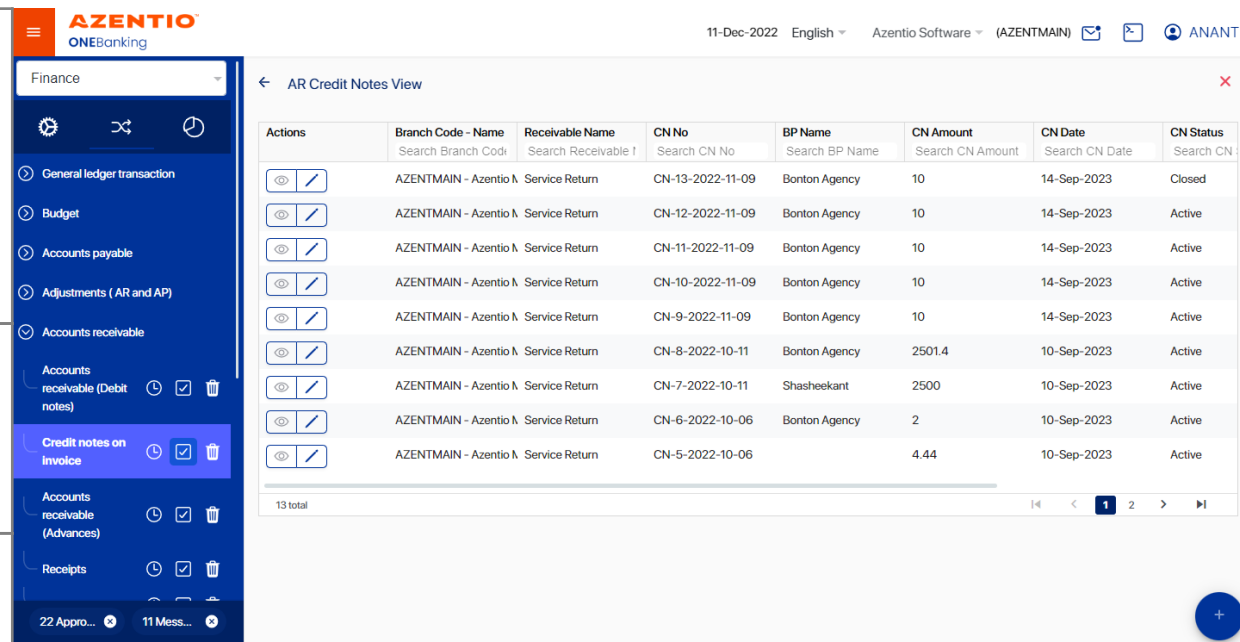 AZENTIO
ONEBanking
11-Dec-2022 English Azentio Software (AZENTMAIN) ANANT
Finance
General ledger transaction
Budget
Accounts payable
Adjustments ( AR and AP)
Accounts receivable
Accounts
receivable (Debit
notes)
Credit notes on
invoice
Accounts
receivable
(Advances)
Receipts
22 Appro... 11 Mess...
AR Credit Notes View
Actions Branch Code - Name Receivable Name CN No BP Name CN Amount CN Date CN Status
Search Branch Code Search Receivable Search CN No Search BP Name Search CN Amount Search CN Date Search CN
AZENTMAIN - Azentio Service Return CN-13-2022-11-09 Bonton Agency 10 14-Sep-2023 Closed
AZENTMAIN - Azentio Service Return CN-12-2022-11-09 Bonton Agency 10 14-Sep-2023 Active
AZENTMAIN - Azentio Service Return CN-11-2022-11-09 Bonton Agency 10 14-Sep-2023 Active
AZENTMAIN - Azentio Service Return CN-10-2022-11-09 Bonton Agency 10 14-Sep-2023 Active
AZENTMAIN - Azentio Service Return CN-9-2022-11-09 Bonton Agency 10 14-Sep-2023 Active
AZENTMAIN - Azentio Service Return CN-8-2022-10-11 Bonton Agency 2501.4 10-Sep-2023 Active
AZENTMAIN - Azentio Service Return CN-7-2022-10-11 Shasheekant 2500 10-Sep-2023 Active
AZENTMAIN - Azentio Service Return CN-6-2022-10-06 Bonton Agency 2 10-Sep-2023 Active
AZENTMAIN - Azentio Service Return CN-5-2022-10-06 4.44 10-Sep-2023 Active
13 total 1 2